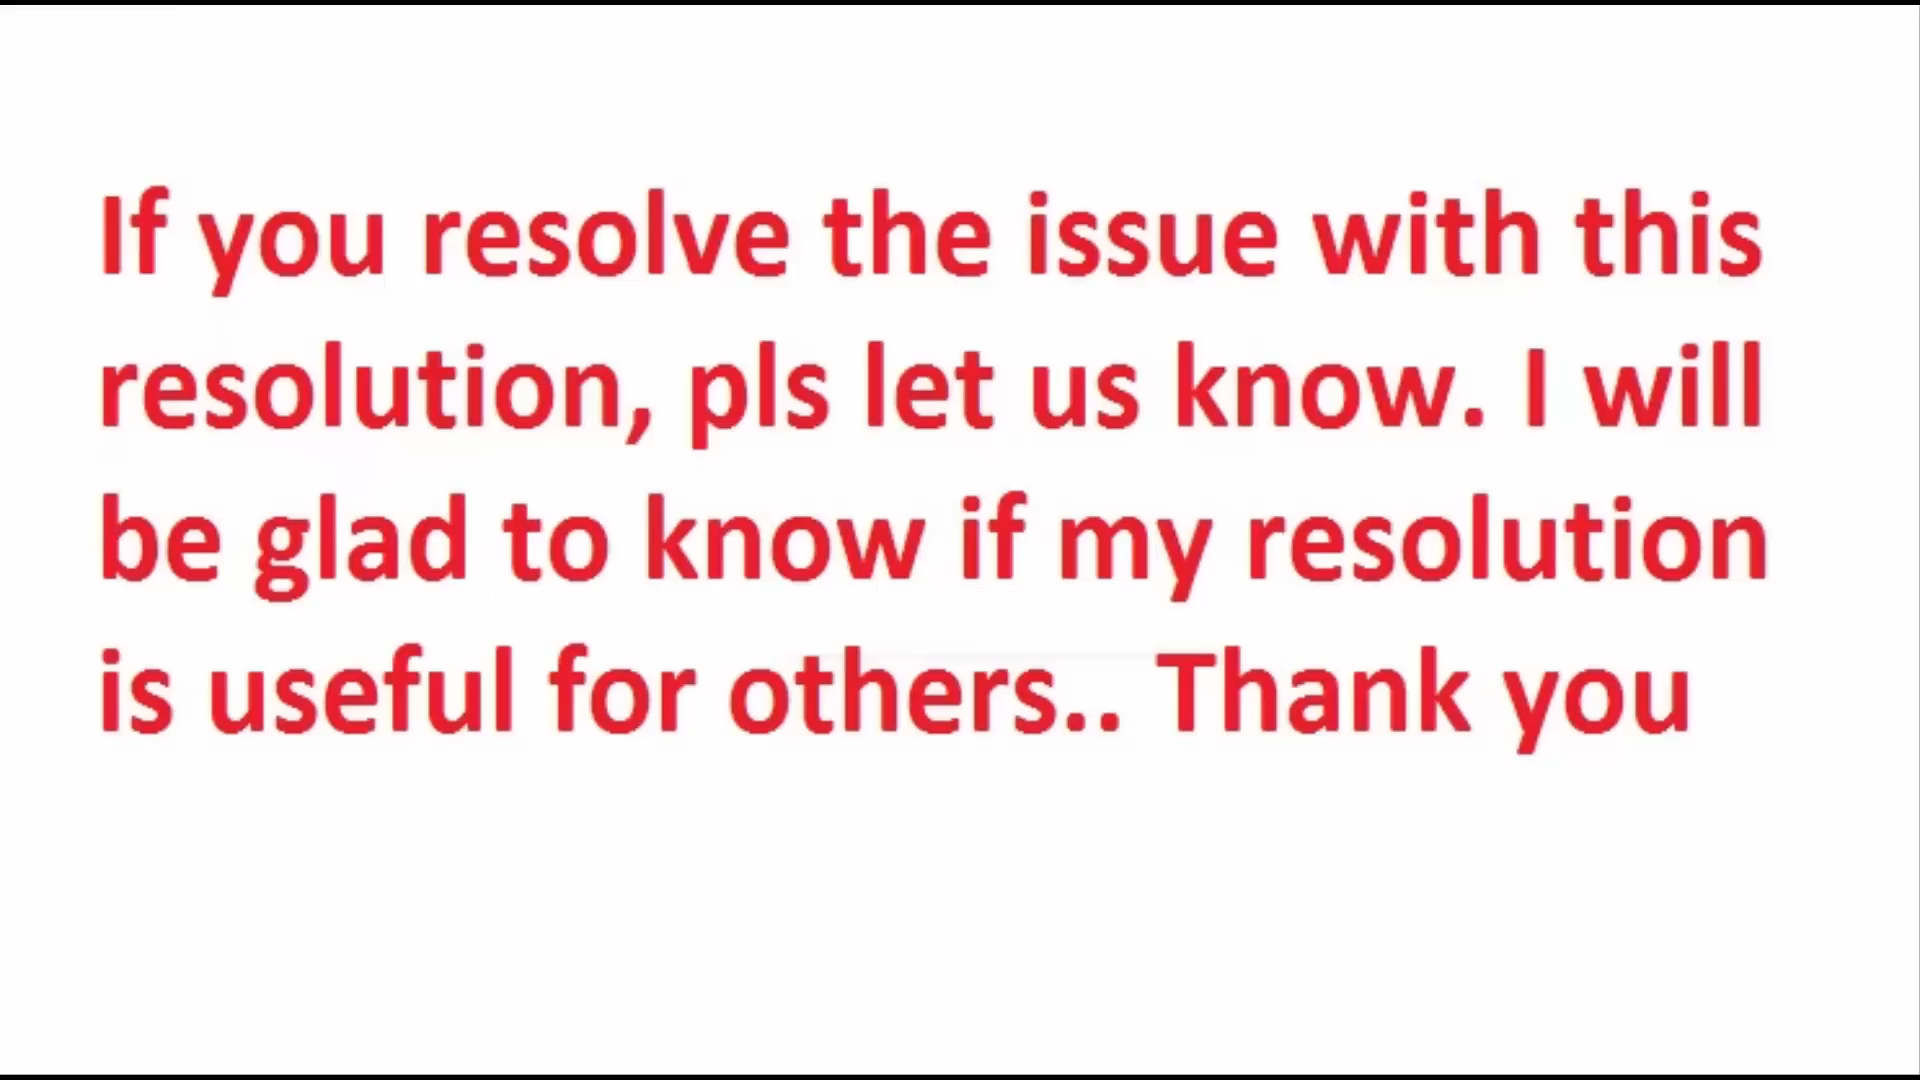 If you resolve the issue with this
resolution, pls let us know. I will
be glad to know if my resolution
is useful for others.. Thank you